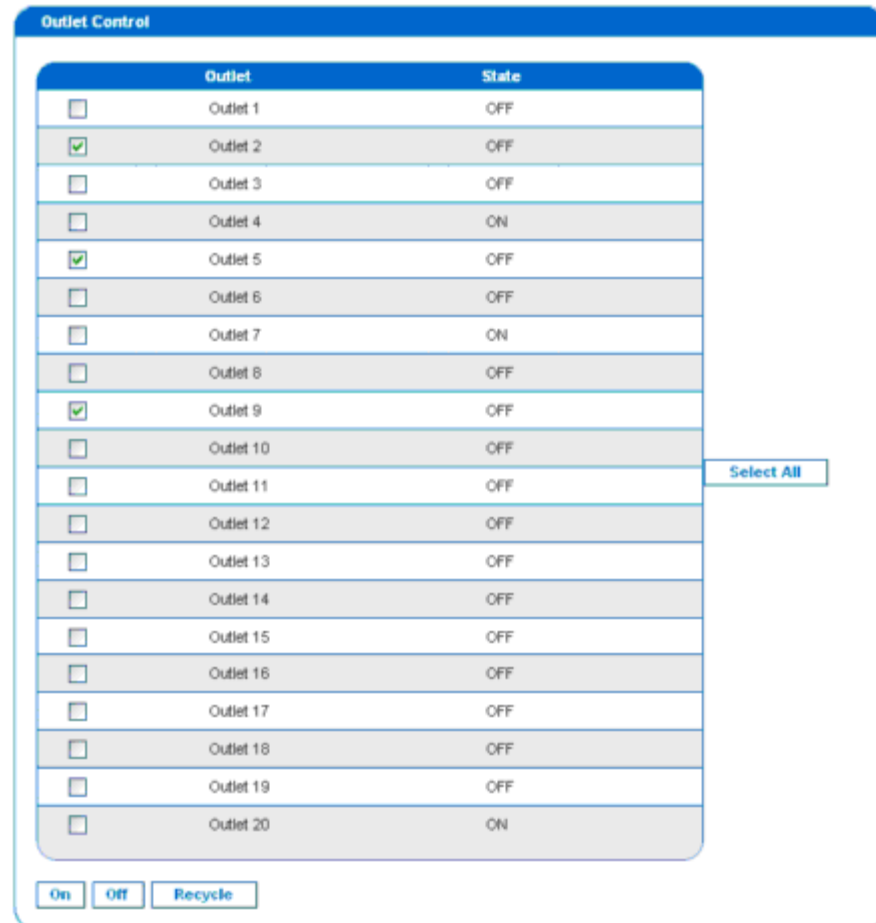 Outlet Control
Outlet State
Outlet 1 OFF
Outlet 2 OFF
Outlet 3 OFF
Outlet 4 ON
Outlet 5 OFF
Outlet 6 OFF
Outlet 7 ON
Outlet 8 OFF
Outlet 9 OFF
Outlet 10 OFF
Select All
Outlet 11 OFF
Outlet 12 OFF
Outlet 13 OFF
Outlet 14 OFF
Outlet 15 OFF
Outlet 16 OFF
Outlet 17 OFF
Outlet 18 OFF
Outlet 19 OFF
Outlet 20 ON
On Off Recycle